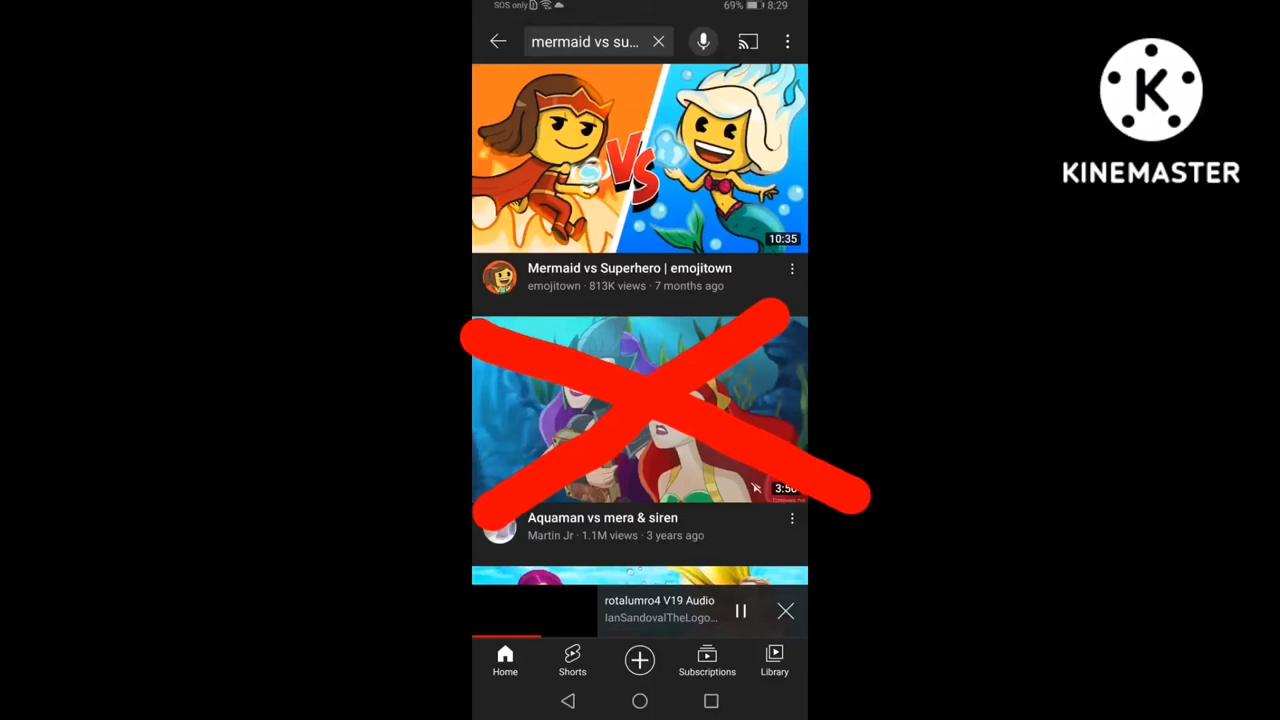 SOS only
69% 8:29
mermaid vs su...
K
KINEMASTER
VS
10:35
Mermaid vs Superhero | emojitown
emojitown · 813K views · 7 months ago
3:50
Aquaman vs mera & siren
Martin Jr · 1.1M views · 3 years ago
rotalumro4 V19 Audio
IanSandovalTheLogo...
Home
Shorts
Subscriptions
Library